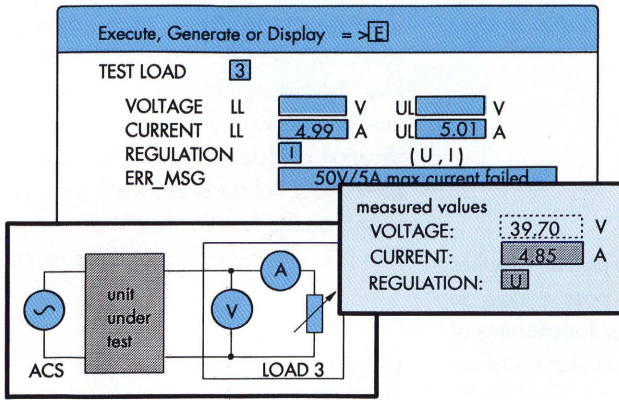 Execute, Generate or Display = >E
TEST LOAD 3
VOLTAGE LL V UL V
CURRENT LL 4.99 A UL 5.01 A
REGULATION I (U,I)
ERR_MSG 50V/5A max current failed
measured values
VOLTAGE: 39.70 V
CURRENT: 4.85 A
REGULATION: U
A
V
unit
under
test
ACS
LOAD 3